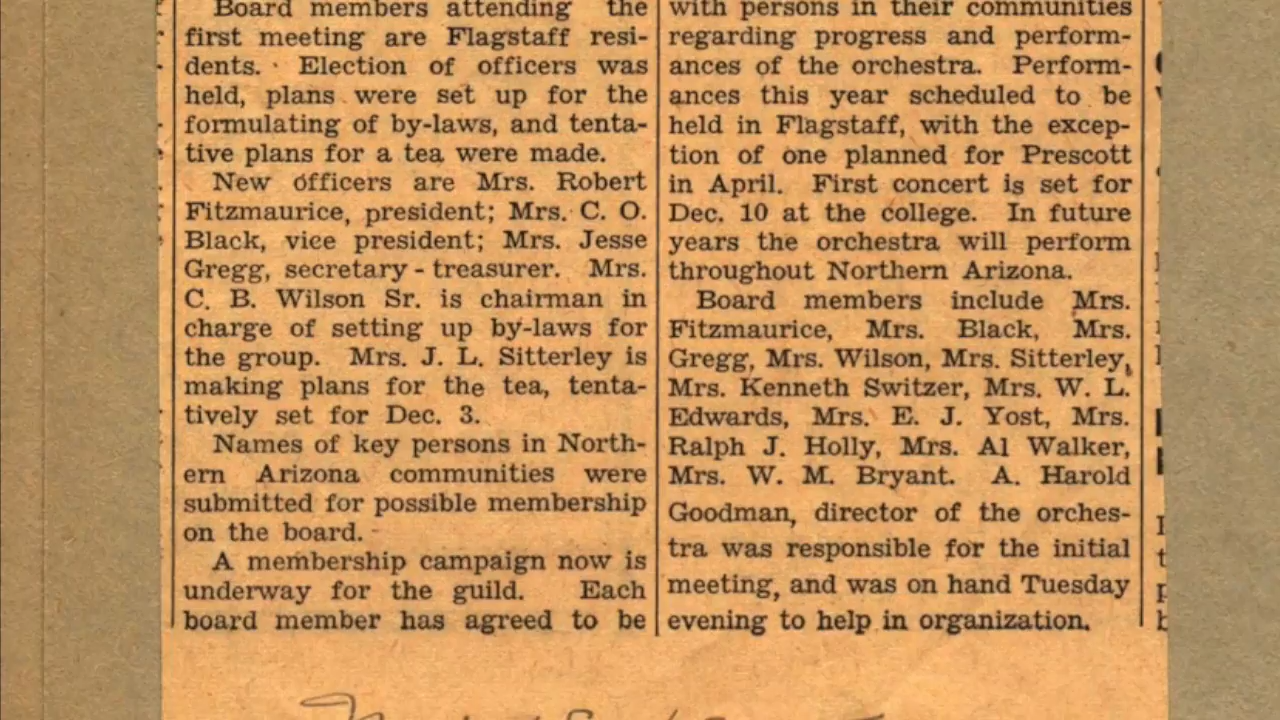 Board members attending the
first meeting are Flagstaff resi-
dents. Election of officers was
held, plans were set up for the
formulating of by-laws, and tenta-
tive plans for a tea were made.
New officers are Mrs. Robert
Fitzmaurice, president; Mrs. C. O.
Black, vice president; Mrs. Jesse
Gregg, secretary - treasurer. Mrs.
C. B. Wilson Sr. is chairman in
charge of setting up by-laws for
the group. Mrs. J. L. Sitterley is
making plans for the tea, tenta-
tively set for Dec. 3.
Names of key persons in North-
ern Arizona communities were
submitted for possible membership
on the board.
A membership campaign now is
underway for the guild. Each
board member has agreed to be
with persons in their communities
regarding progress and perform-
ances of the orchestra. Perform-
ances this year scheduled to be
held in Flagstaff, with the excep-
tion of one planned for Prescott
in April. First concert is set for
Dec. 10 at the college. In future
years the orchestra will perform
throughout Northern Arizona.
Board members include Mrs.
Fitzmaurice, Mrs. Black, Mrs.
Gregg, Mrs. Wilson, Mrs. Sitterley,
Mrs. Kenneth Switzer, Mrs. W. L.
Edwards, Mrs. E. J. Yost, Mrs.
Ralph J. Holly, Mrs. Al Walker,
Mrs. W. M. Bryant. A. Harold
Goodman, director of the orches-
tra was responsible for the initial
meeting, and was on hand Tuesday
evening to help in organization.